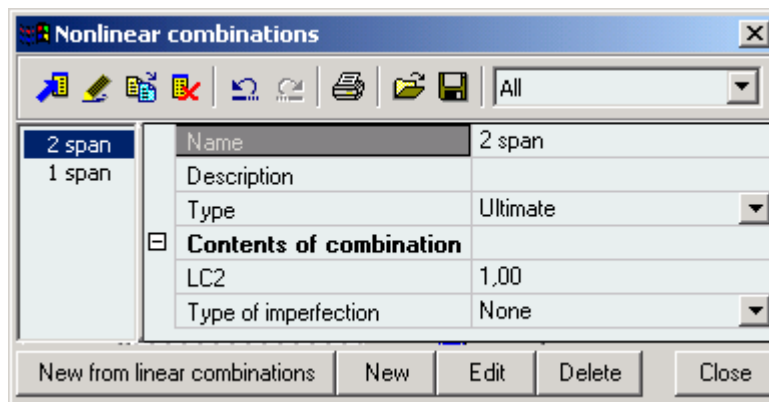 Nonlinear combinations
All
2 span
1 span
Name 2 span
Description
Type Ultimate
Contents of combination
LC2 1,00
Type of imperfection None
New from linear combinations New Edit Delete Close